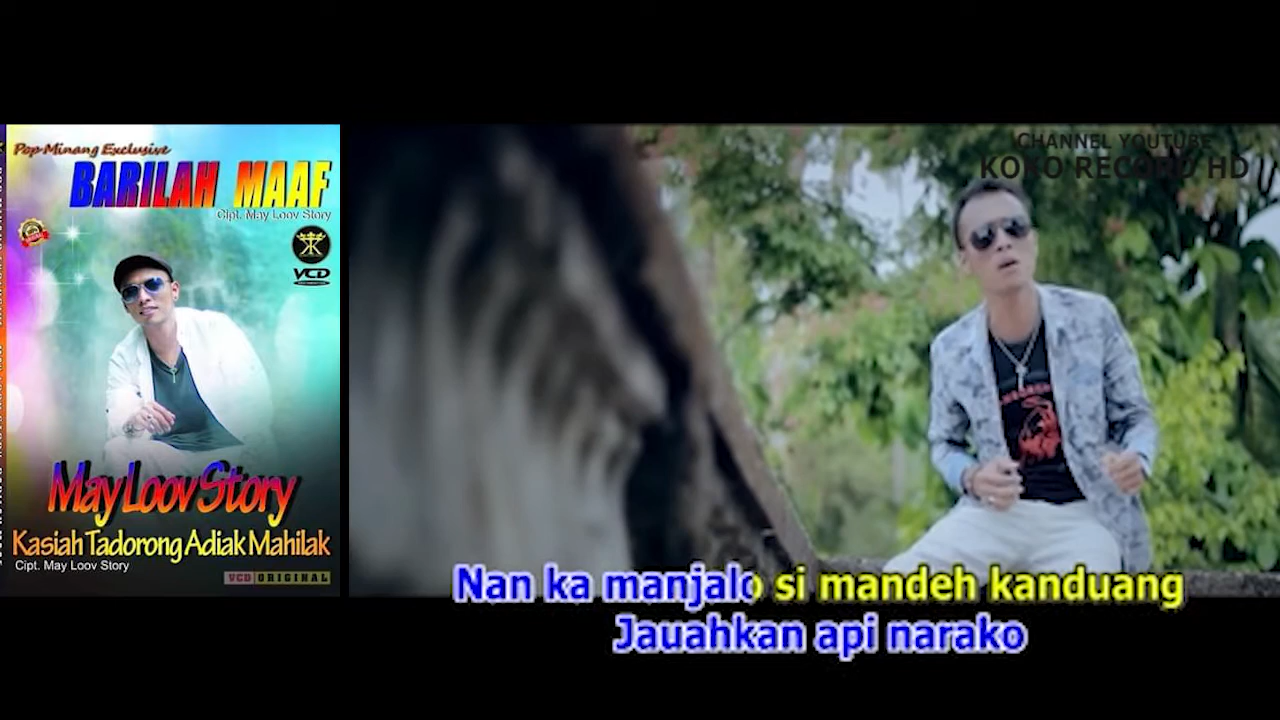 Pop Minang Exclusive
BARILAH MAAF
Cipt. May Loov Story
VCD
May Loov Story
Kasiah Tadorong Adiak Mahilak
Cipt. May Loov Story
VCD ORIGINAL
CHANNEL YOUTUBE
KOKO RECORD HD
Nan ka manjalo si mandeh kanduang
Jauahkan api narako